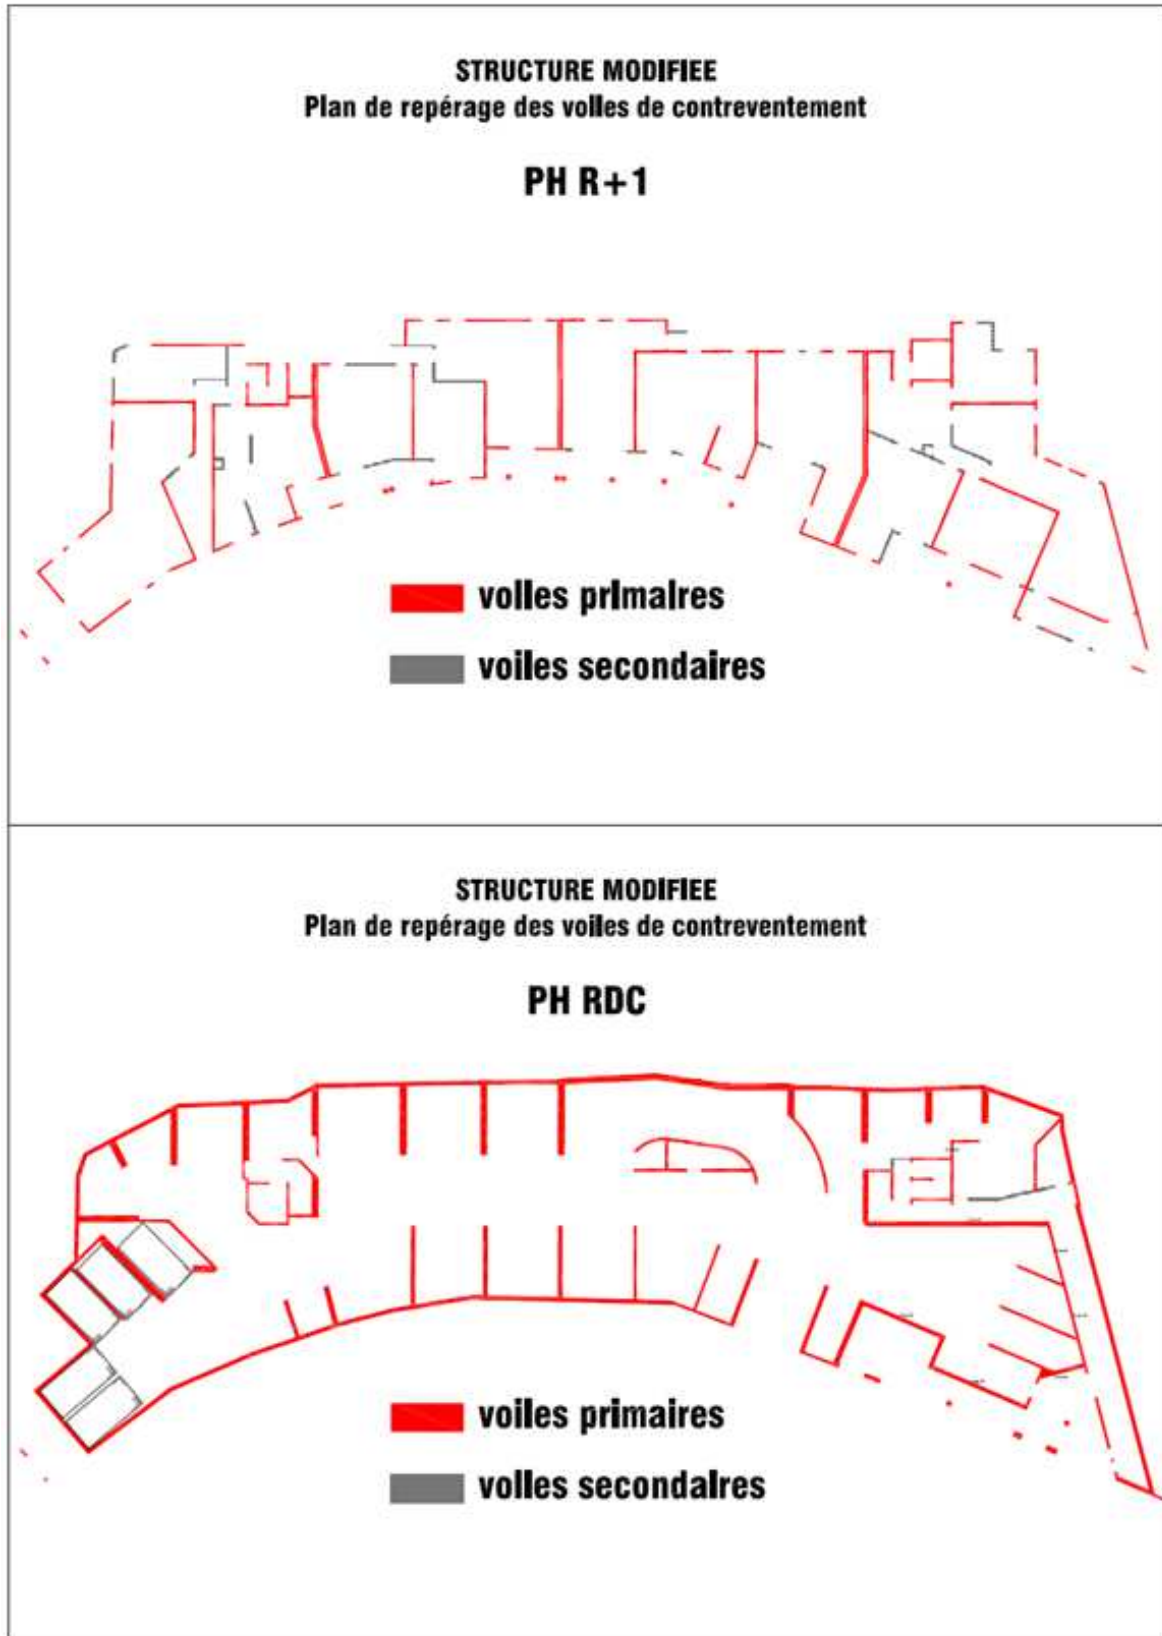 STRUCTURE MODIFIEE
Plan de repérage des voiles de contreventement
PH R+1
voiles primaires
voiles secondaires
STRUCTURE MODIFIEE
Plan de repérage des voiles de contreventement
PH RDC
voiles primaires
voiles secondaires